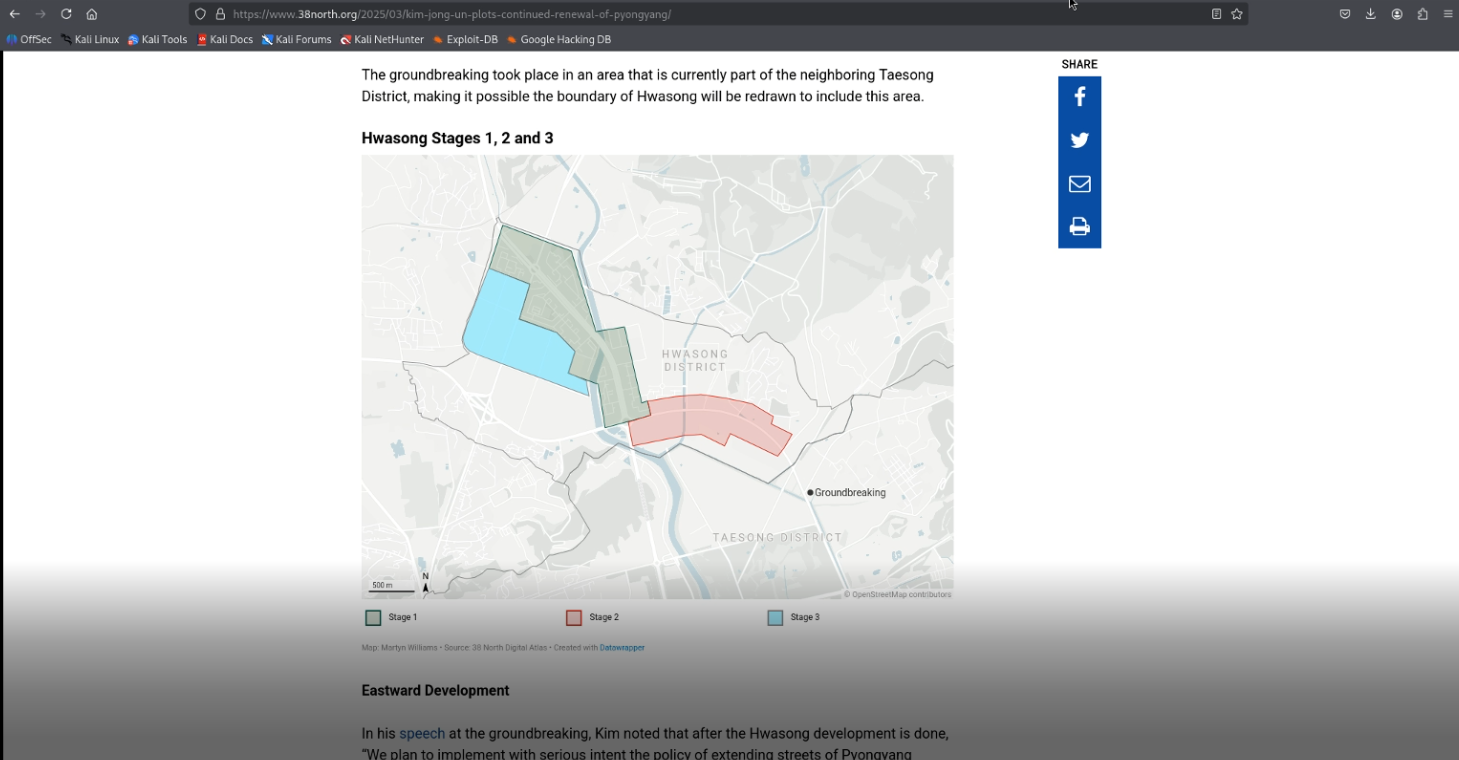 https://www.38north.org/2025/03/kim-jong-un-plots-continued-renewal-of-pyongyang/
OffSec Kali Linux Kali Tools Kali Docs Kali Forums Kali NetHunter Exploit-DB Google Hacking DB
The groundbreaking took place in an area that is currently part of the neighboring Taesong
District, making it possible the boundary of Hwasong will be redrawn to include this area.
SHARE
Hwasong Stages 1, 2 and 3
HWASONG
DISTRICT
Groundbreaking
TAESONG DISTRICT
500 m
N
© OpenStreetMap contributors
Stage 1 Stage 2 Stage 3
Map: Martyn Williams • Source: 38 North Digital Atlas • Created with Datawrapper
Eastward Development
In his speech at the groundbreaking, Kim noted that after the Hwasong development is done,
“We plan to implement with serious intent the policy of extending streets of Pyongyang